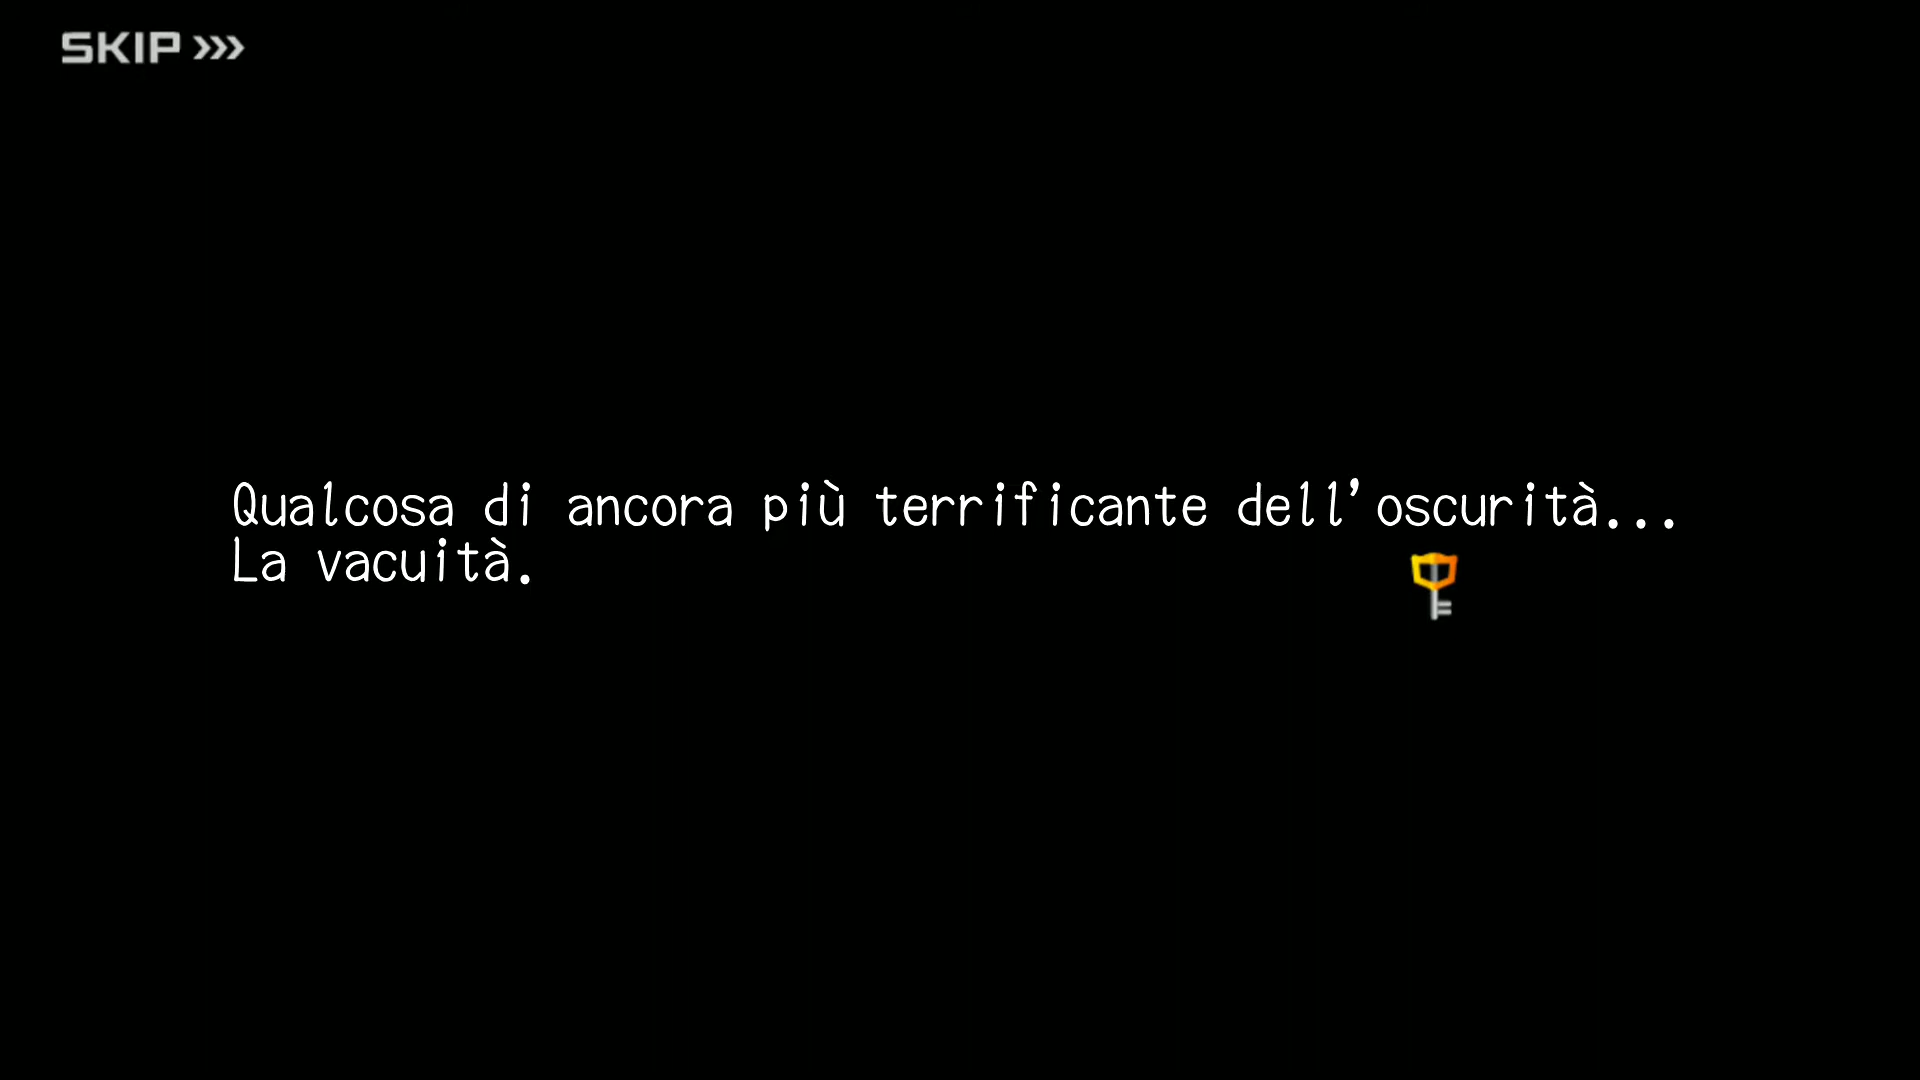 SKIP >>>
Qualcosa di ancora più terrificante dell'oscurità...
La vacuità.